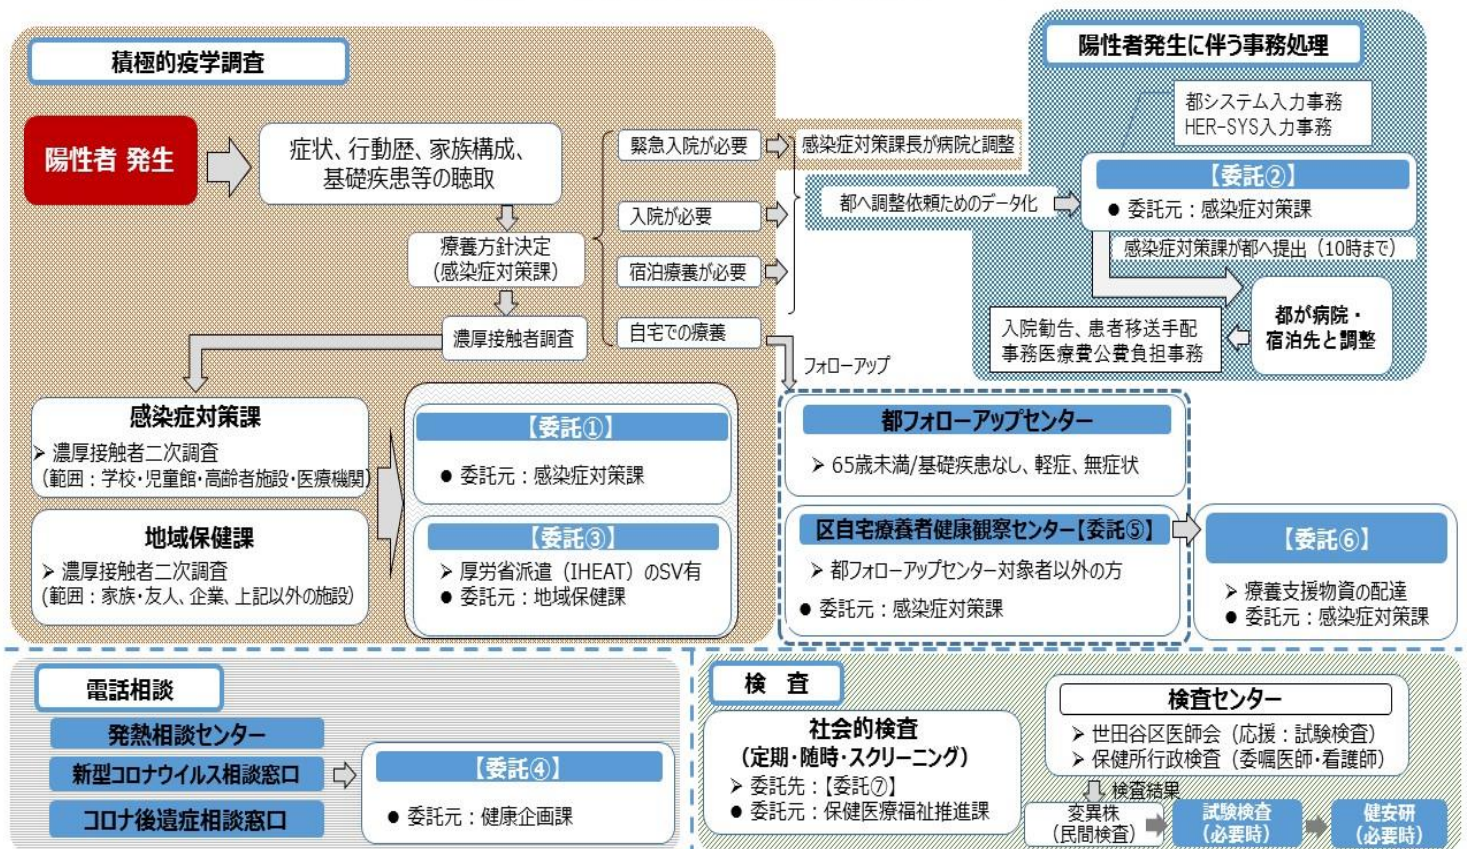 積極的疫学調査
陽性者 発生
症状、行動歴、家族構成、
基礎疾患等の聴取
療養方針決定
(感染症対策課)
濃厚接触者調査
緊急入院が必要
感染症対策課長が病院と調整
入院が必要
宿泊療養が必要
自宅での療養
都へ調整依頼ためのデータ化
フォローアップ
陽性者発生に伴う事務処理
都システム入力事務
HER-SYS入力事務
【委託②】
● 委託元：感染症対策課
感染症対策課が都へ提出（10時まで）
都が病院・
宿泊先と調整
入院勧告、患者移送手配
事務医療費公費負担事務
感染症対策課
➢ 濃厚接触者二次調査
(範囲：学校・児童館・高齢者施設・医療機関)
地域保健課
➢ 濃厚接触者二次調査
(範囲：家族・友人、企業、上記以外の施設)
【委託①】
● 委託元：感染症対策課
【委託③】
➢ 厚労省派遣（IHEAT）のSV有
● 委託元：地域保健課
都フォローアップセンター
➢ 65歳未満/基礎疾患なし、軽症、無症状
区自宅療養者健康観察センター【委託⑤】
➢ 都フォローアップセンター対象者以外の方
● 委託元：感染症対策課
【委託⑥】
➢ 療養支援物資の配達
● 委託元：感染症対策課
電話相談
発熱相談センター
新型コロナウイルス相談窓口
コロナ後遺症相談窓口
【委託④】
● 委託元：健康企画課
検 査
社会的検査
(定期・随時・スクリーニング)
➢ 委託先：【委託⑦】
● 委託元：保健医療福祉推進課
検査センター
➢ 世田谷区医師会（応援：試験検査）
➢ 保健所行政検査（委嘱医師・看護師）
検査結果
変異株
(民間検査)
試験検査
(必要時)
健安研
(必要時)